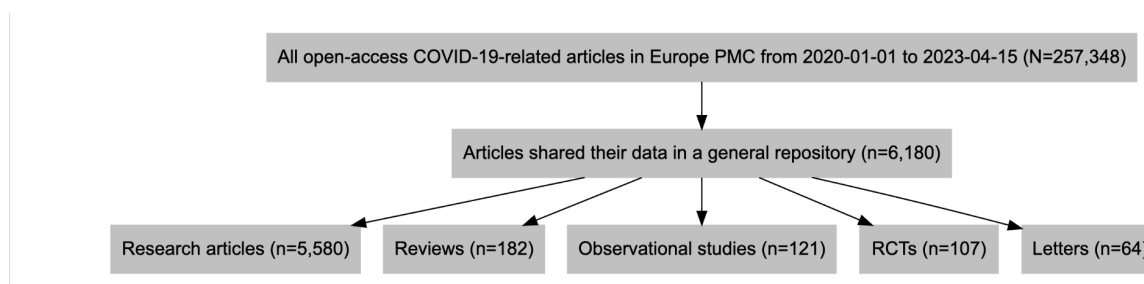 All open-access COVID-19-related articles in Europe PMC from 2020-01-01 to 2023-04-15 (N=257,348)
Articles shared their data in a general repository (n=6,180)
Research articles (n=5,580)
Reviews (n=182)
Observational studies (n=121)
RCTs (n=107)
Letters (n=64)